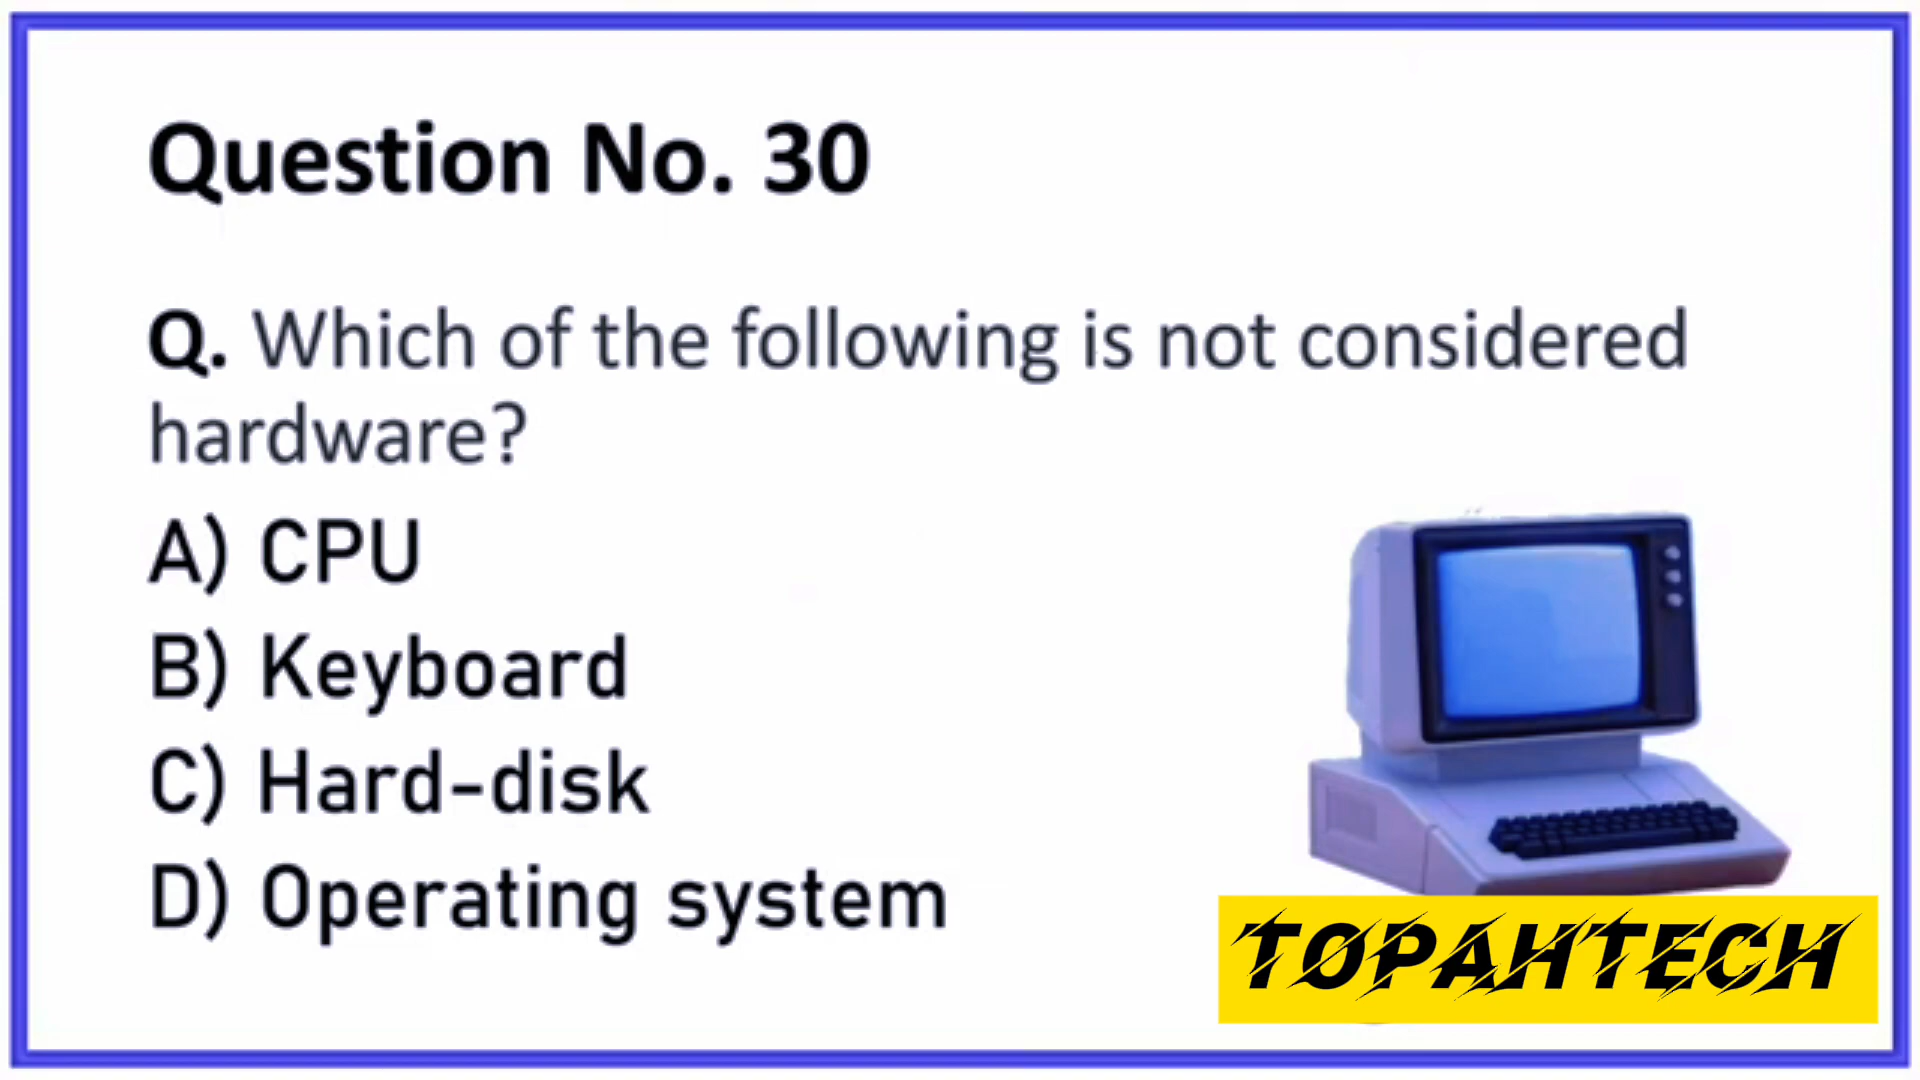 Question No. 30
Q. Which of the following is not considered
hardware?
A) CPU
B) Keyboard
C) Hard-disk
D) Operating system
TOPAHTECH